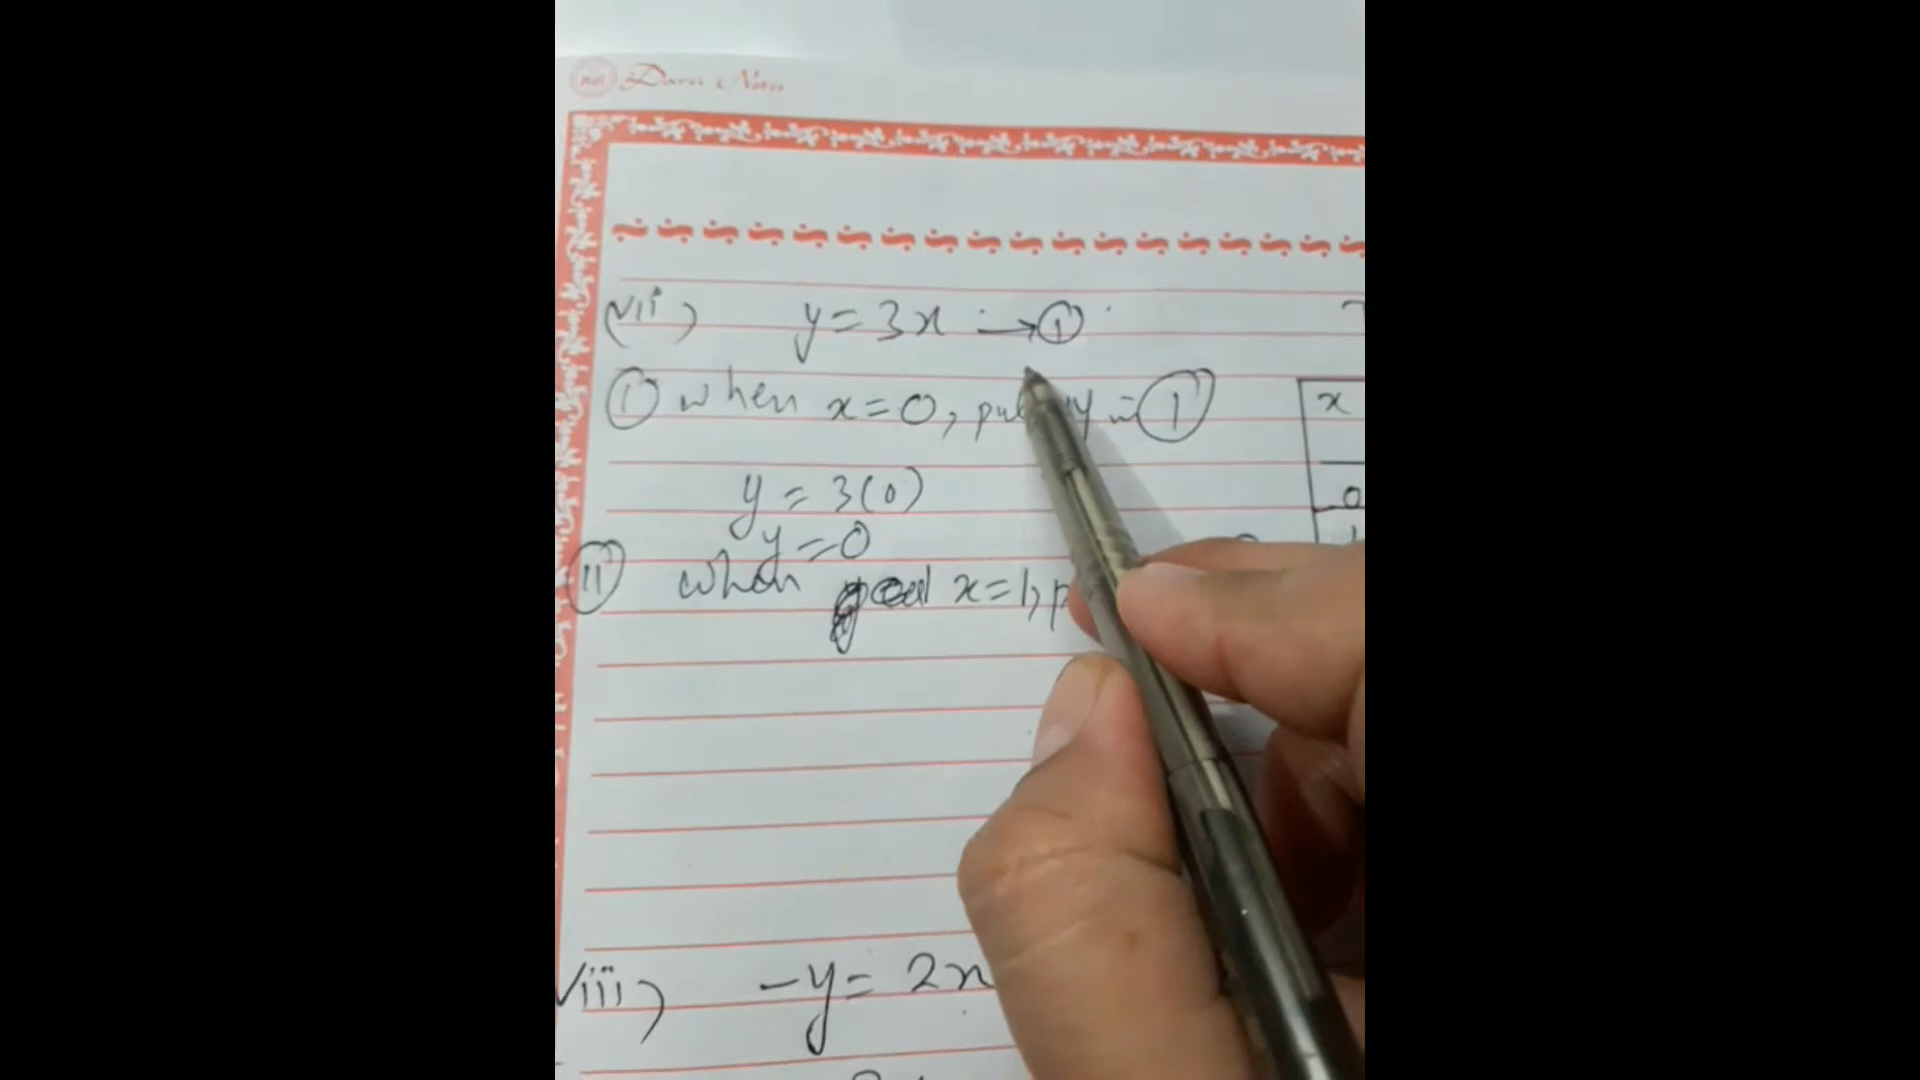 Darsi Notes
(vii) y = 3x → ①
① when x = 0, put y in ①
x
y = 3(0)
0
y = 0
(ii) when x = 1, p
viii) -y = 2x